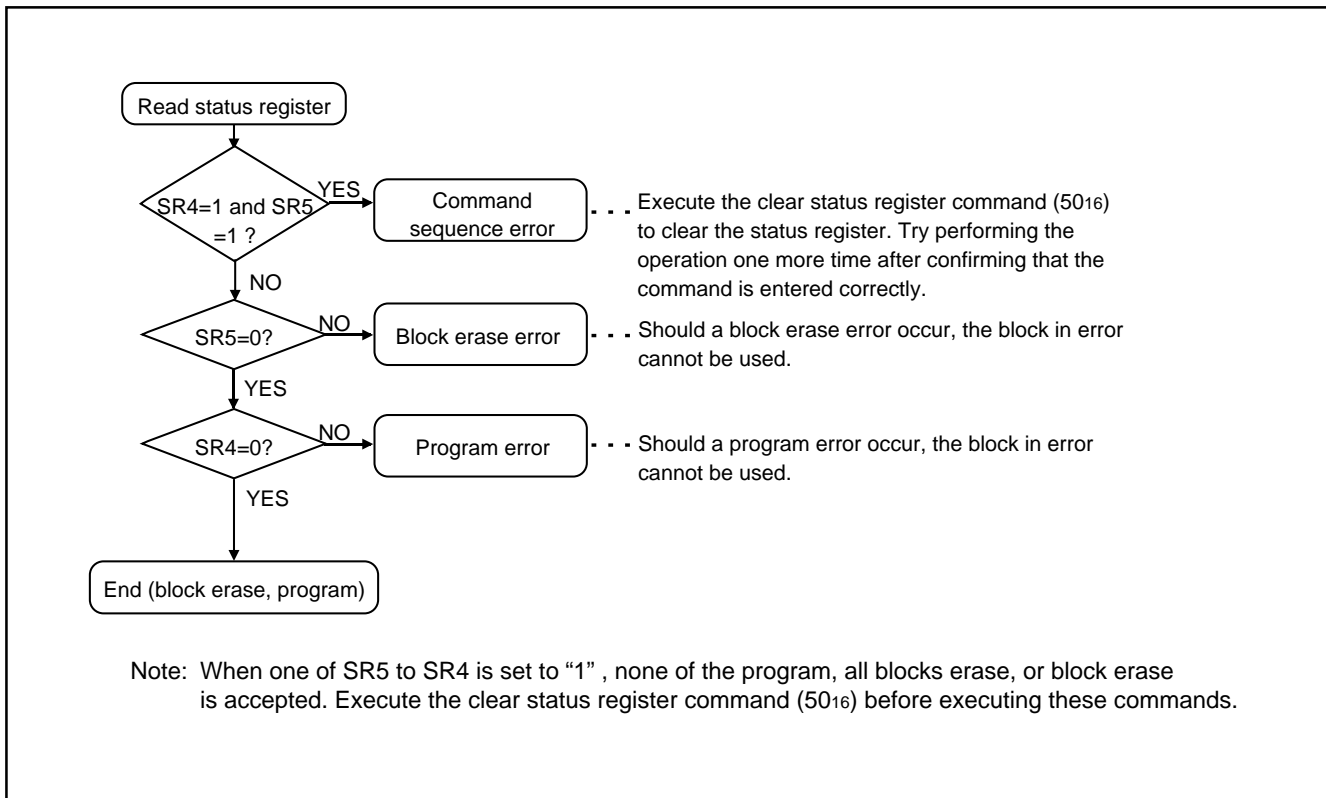 Read status register
SR4=1 and SR5
=1 ?
YES
Command
sequence error
Execute the clear status register command (5016)
to clear the status register. Try performing the
operation one more time after confirming that the
command is entered correctly.
NO
SR5=0?
NO
Block erase error
Should a block erase error occur, the block in error
cannot be used.
YES
SR4=0?
NO
Program error
Should a program error occur, the block in error
cannot be used.
YES
End (block erase, program)
Note: When one of SR5 to SR4 is set to “1” , none of the program, all blocks erase, or block erase
is accepted. Execute the clear status register command (5016) before executing these commands.